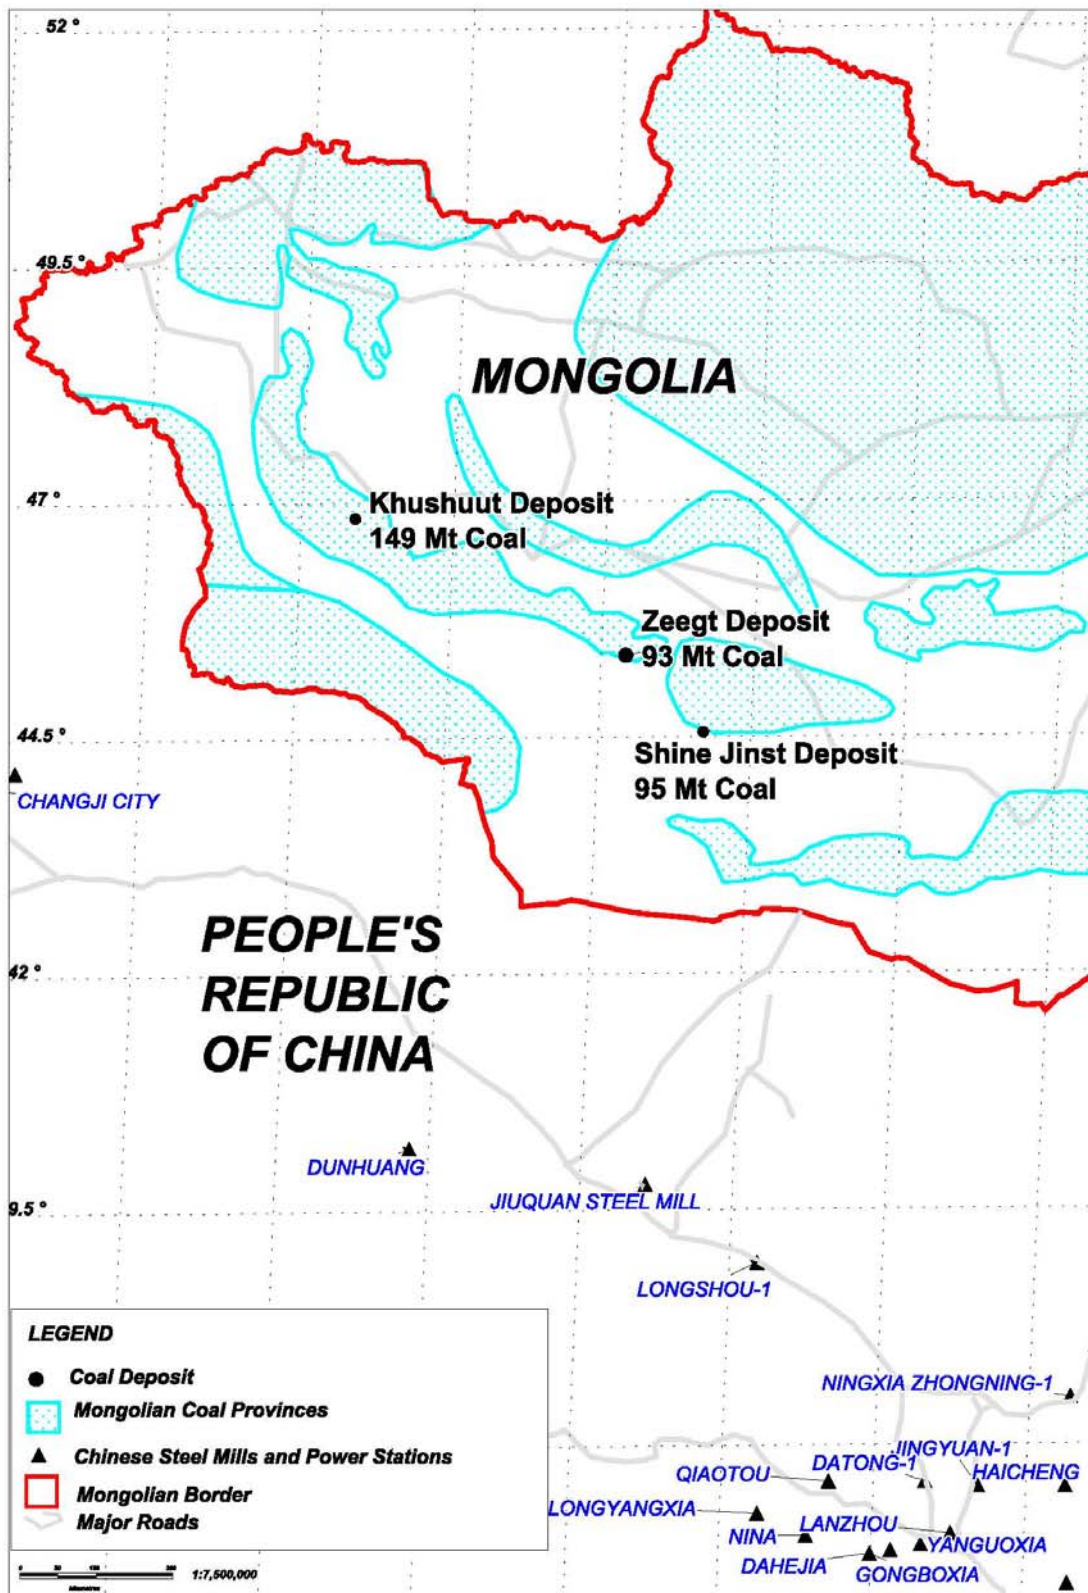 52 °
49.5 °
MONGOLIA
47 °
Khushuut Deposit
149 Mt Coal
Zeegt Deposit
93 Mt Coal
44.5 °
Shine Jinst Deposit
95 Mt Coal
CHANGJI CITY
PEOPLE'S
REPUBLIC
OF CHINA
42 °
DUNHUANG
JIUQUAN STEEL MILL
9.5 °
LONGSHOU-1
LEGEND
Coal Deposit
Mongolian Coal Provinces
Chinese Steel Mills and Power Stations
Mongolian Border
Major Roads
1:7,500,000
NINGXIA ZHONGNING-1
JINGYUAN-1
DATONG-1
HAICHENG
QIAOTOU
LONGYANGXIA
LANZHOU
NINA
YANGUOXIA
DAHEJIA
GONGBOXIA